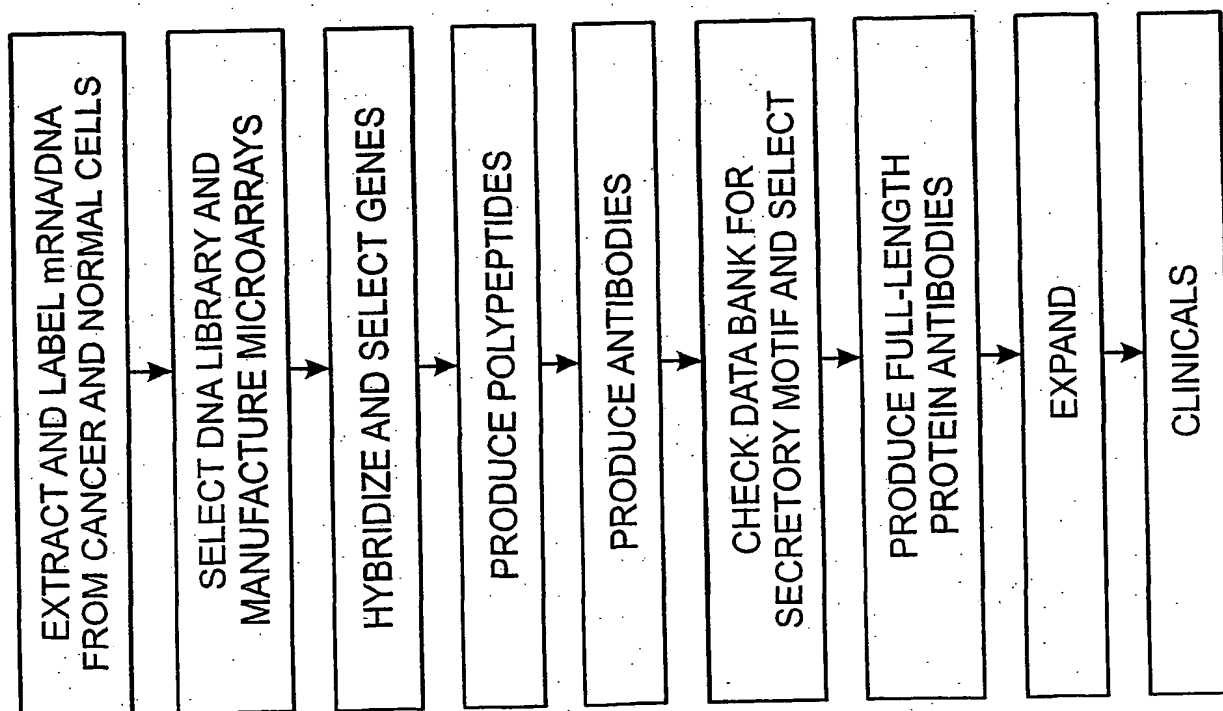 EXTRACT AND LABEL mRNA/DNA
FROM CANCER AND NORMAL CELLS
SELECT DNA LIBRARY AND
MANUFACTURE MICROARRAYS
HYBRIDIZE AND SELECT GENES
PRODUCE POLYPEPTIDES
PRODUCE ANTIBODIES
CHECK DATA BANK FOR
SECRETORY MOTIF AND SELECT
PRODUCE FULL-LENGTH
PROTEIN ANTIBODIES
EXPAND
CLINICALS